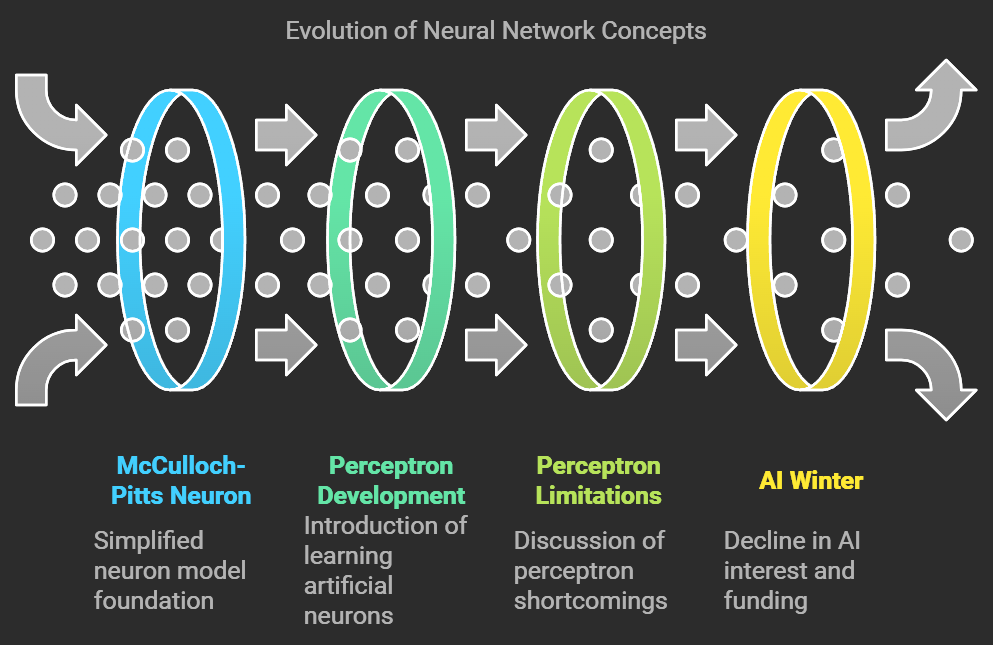 Evolution of Neural Network Concepts
McCulloch-
Pitts Neuron
Simplified
neuron model
foundation
Perceptron
Development
Introduction of
learning
artificial
neurons
Perceptron
Limitations
Discussion of
perceptron
shortcomings
AI Winter
Decline in AI
interest and
funding